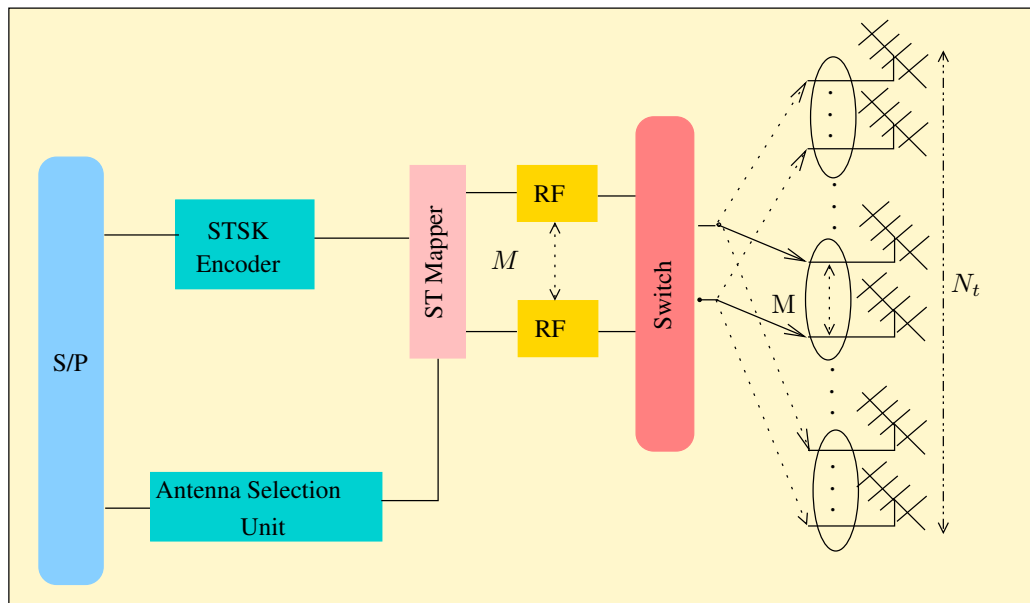 S/P
STSK
Encoder
Antenna Selection
Unit
ST Mapper
RF
M
RF
Switch
M
N_t